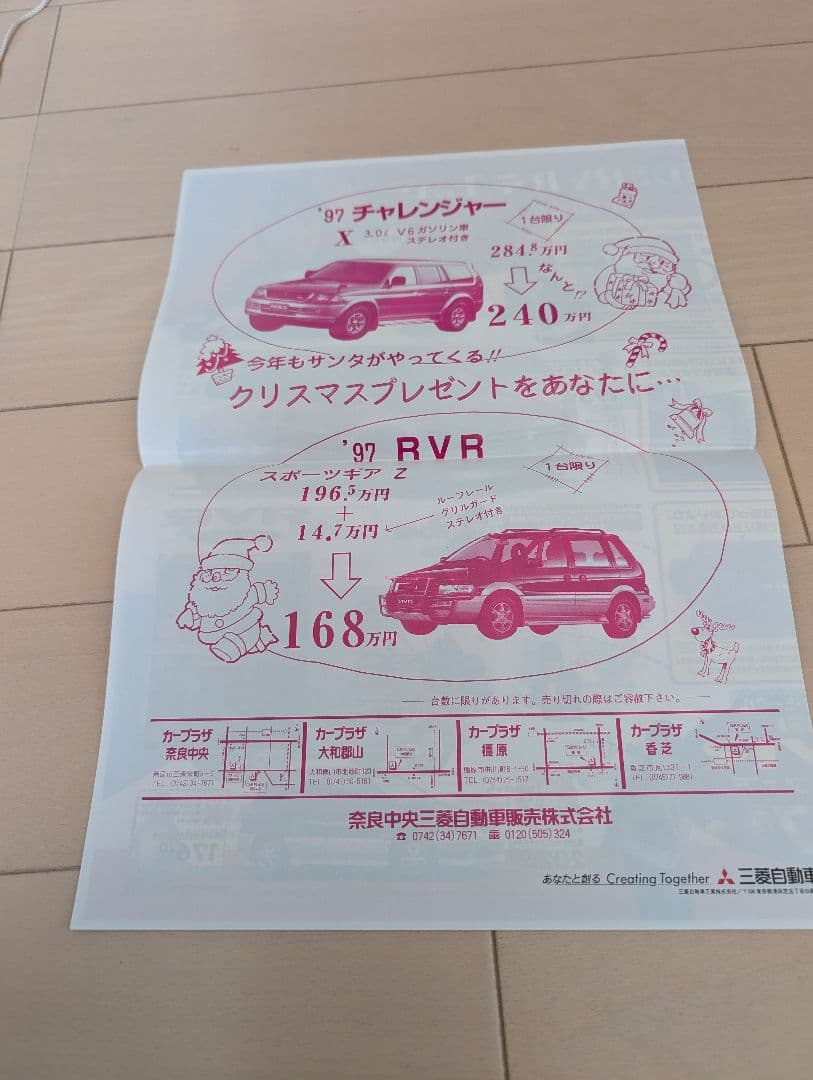 '97 チャレンジャー
1台限り
X 3.0ℓ V6ガソリン車
ステレオ付き
284.8万円
なんと!?
240万円
今年もサンタがやってくる!!
クリスマスプレゼントをあなたに…
'97 RVR
1台限り
スポーツギア Z
196.5万円
+
14.7万円
ルーフレール
グリルガード
ステレオ付き
168万円
台数に限りがあります。売り切れの際はご容赦下さい。
カープラザ
奈良中央
TEL (0742)34-7671
カープラザ
大和郡山
カープラザ
橿原
カープラザ
香芝
奈良中央三菱自動車販売株式会社
☎ 0742(34)7671 0120(505)324
あなたと創る Creating Together 三菱自動車